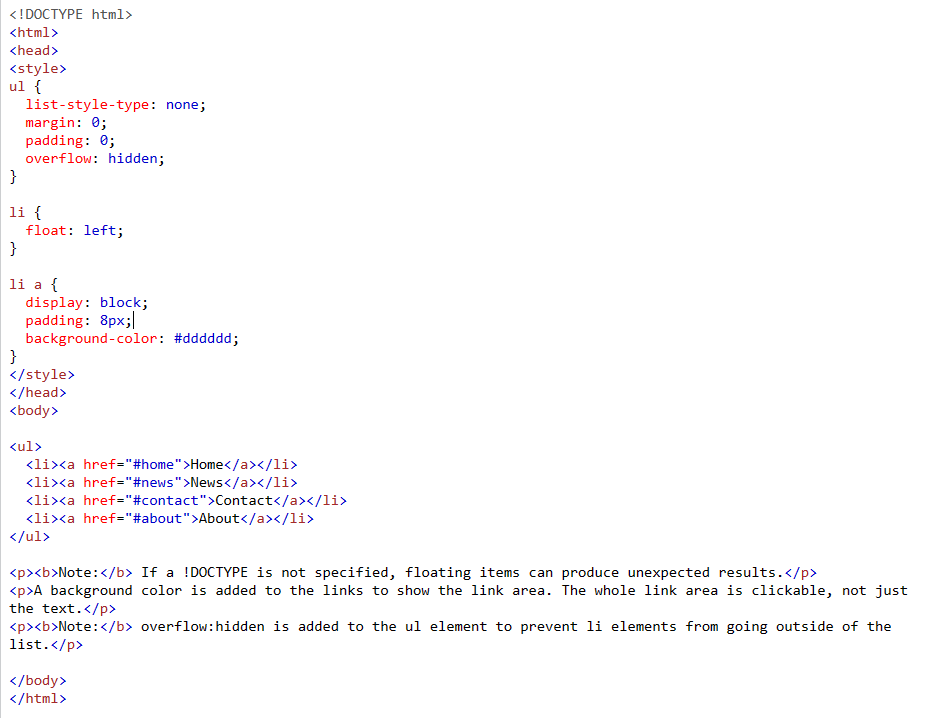 <!DOCTYPE html>
<html>
<head>
<style>
ul {
  list-style-type: none;
  margin: 0;
  padding: 0;
  overflow: hidden;
}

li {
  float: left;
}

li a {
  display: block;
  padding: 8px;
  background-color: #dddddd;
}
</style>
</head>
<body>

<ul>
  <li><a href="#home">Home</a></li>
  <li><a href="#news">News</a></li>
  <li><a href="#contact">Contact</a></li>
  <li><a href="#about">About</a></li>
</ul>

<p><b>Note:</b> If a !DOCTYPE is not specified, floating items can produce unexpected results.</p>
<p>A background color is added to the links to show the link area. The whole link area is clickable, not just
the text.</p>
<p><b>Note:</b> overflow:hidden is added to the ul element to prevent li elements from going outside of the
list.</p>

</body>
</html>